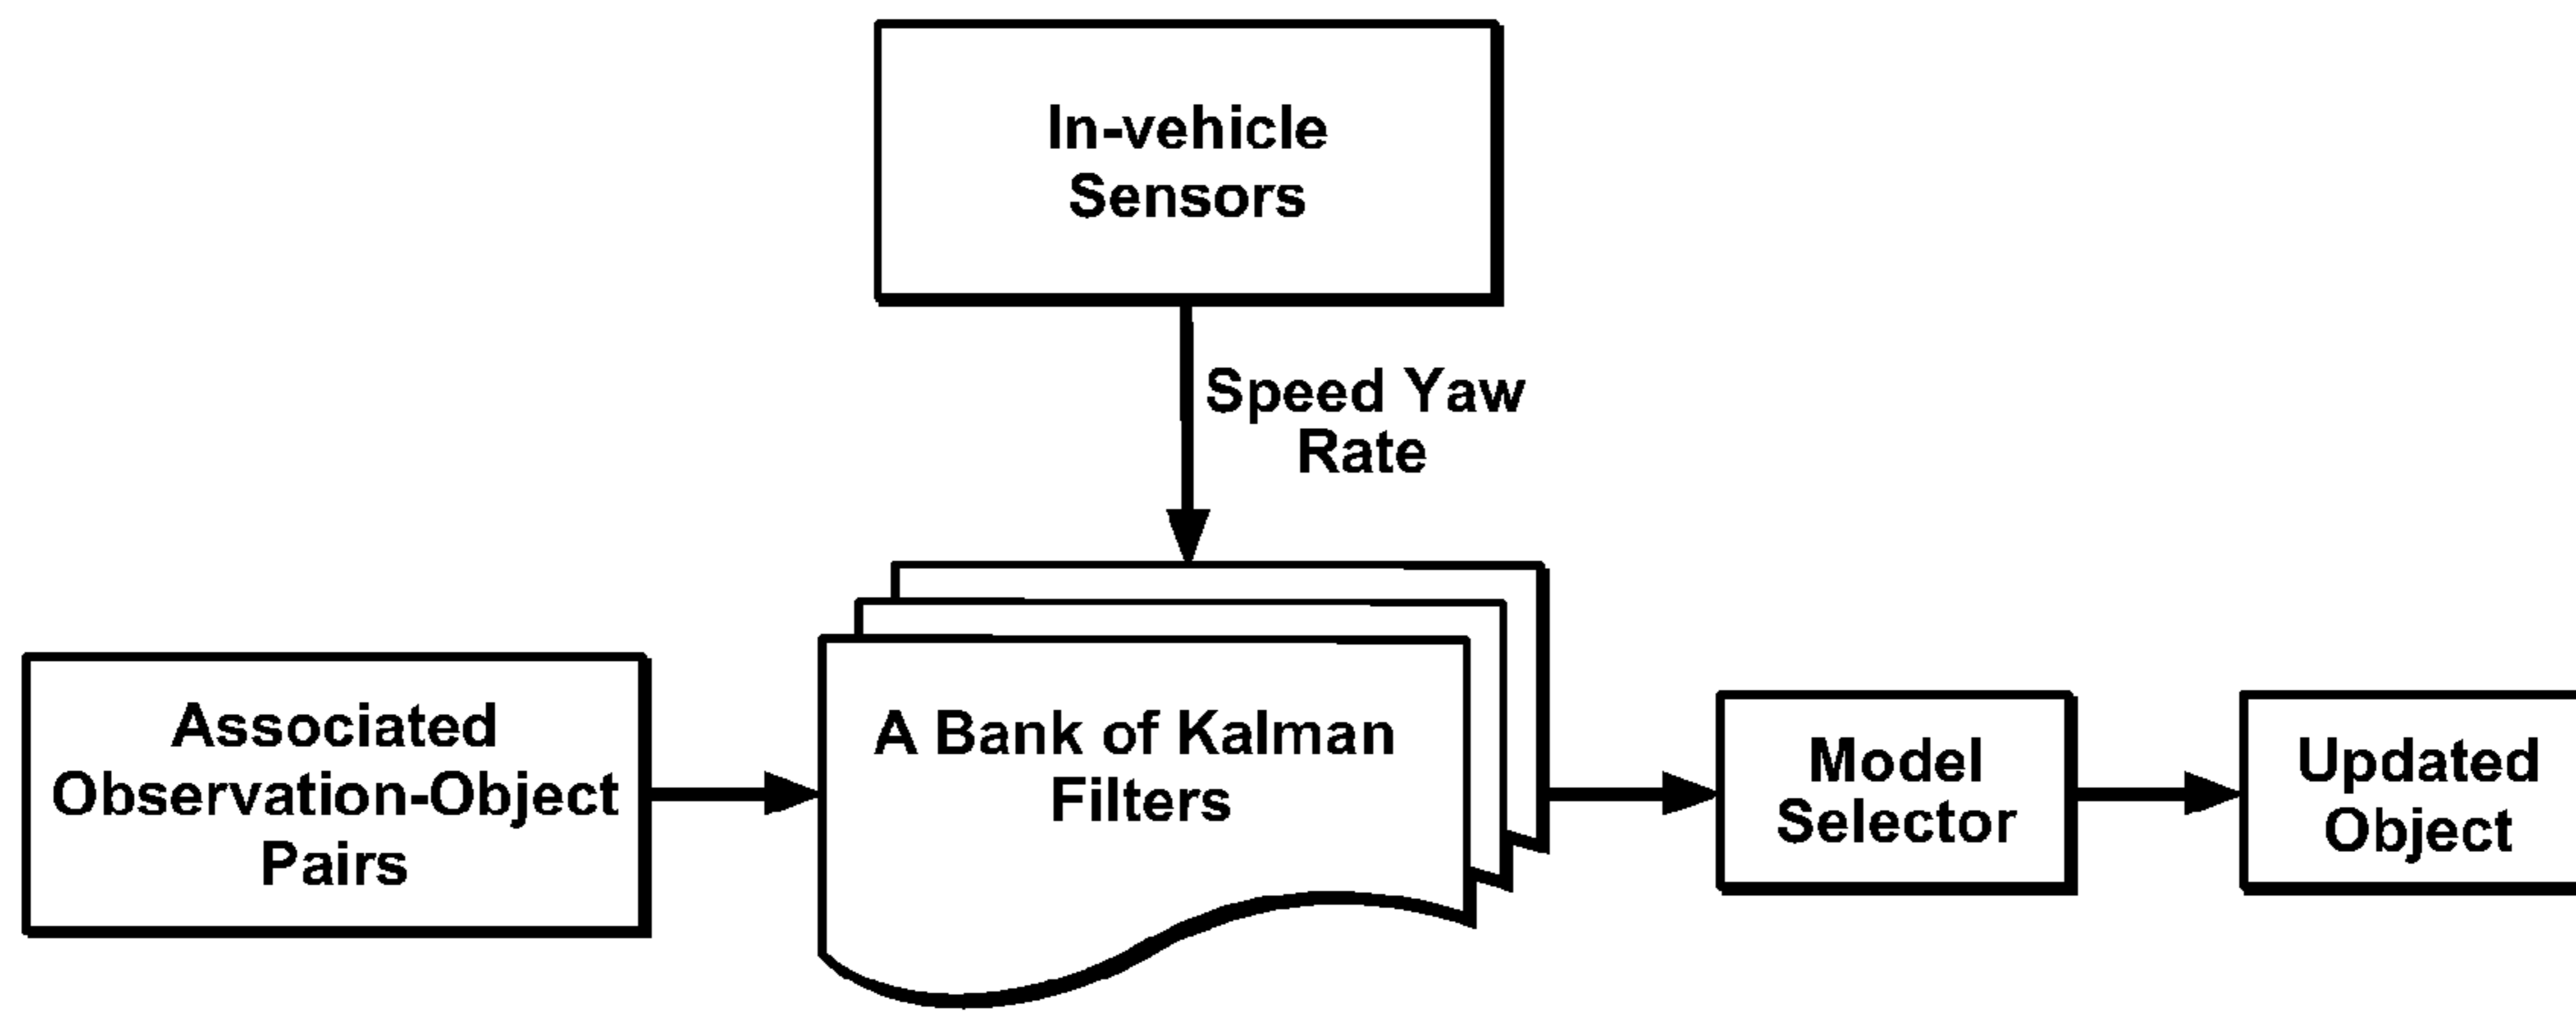 In-vehicle
Sensors
Speed Yaw
Rate
Associated
Observation-Object
Pairs
A Bank of Kalman
Filters
Model
Selector
Updated
Object